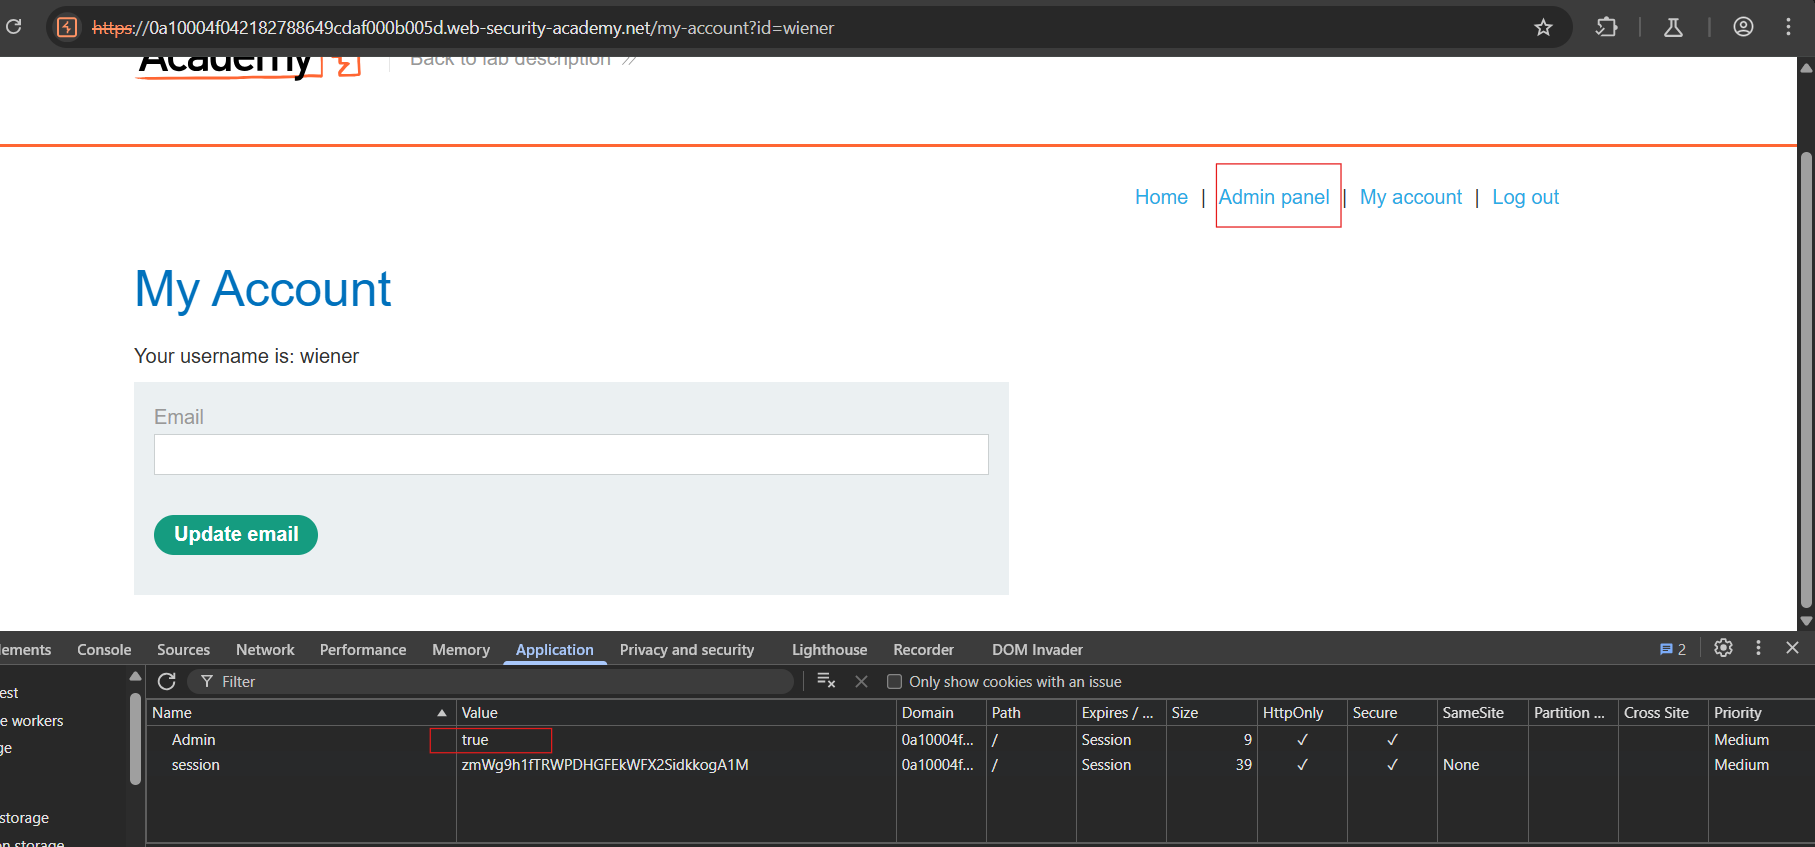 https://0a10004f042182788649cdaf000b005d.web-security-academy.net/my-account?id=wiener
Academy
Back to lab description
Home | Admin panel | My account | Log out
My Account
Your username is: wiener
Email
Update email
lements Console Sources Network Performance Memory Application Privacy and security Lighthouse Recorder DOM Invader 2
est
e workers
ge
storage
on storage
Filter
Only show cookies with an issue
Name Value Domain Path Expires / ... Size HttpOnly Secure SameSite Partition ... Cross Site Priority
Admin true 0a10004f... / Session 9 ✓ ✓ Medium
session zmWg9h1fTRWPDHGFEkWFX2SidkkogA1M 0a10004f... / Session 39 ✓ ✓ None Medium